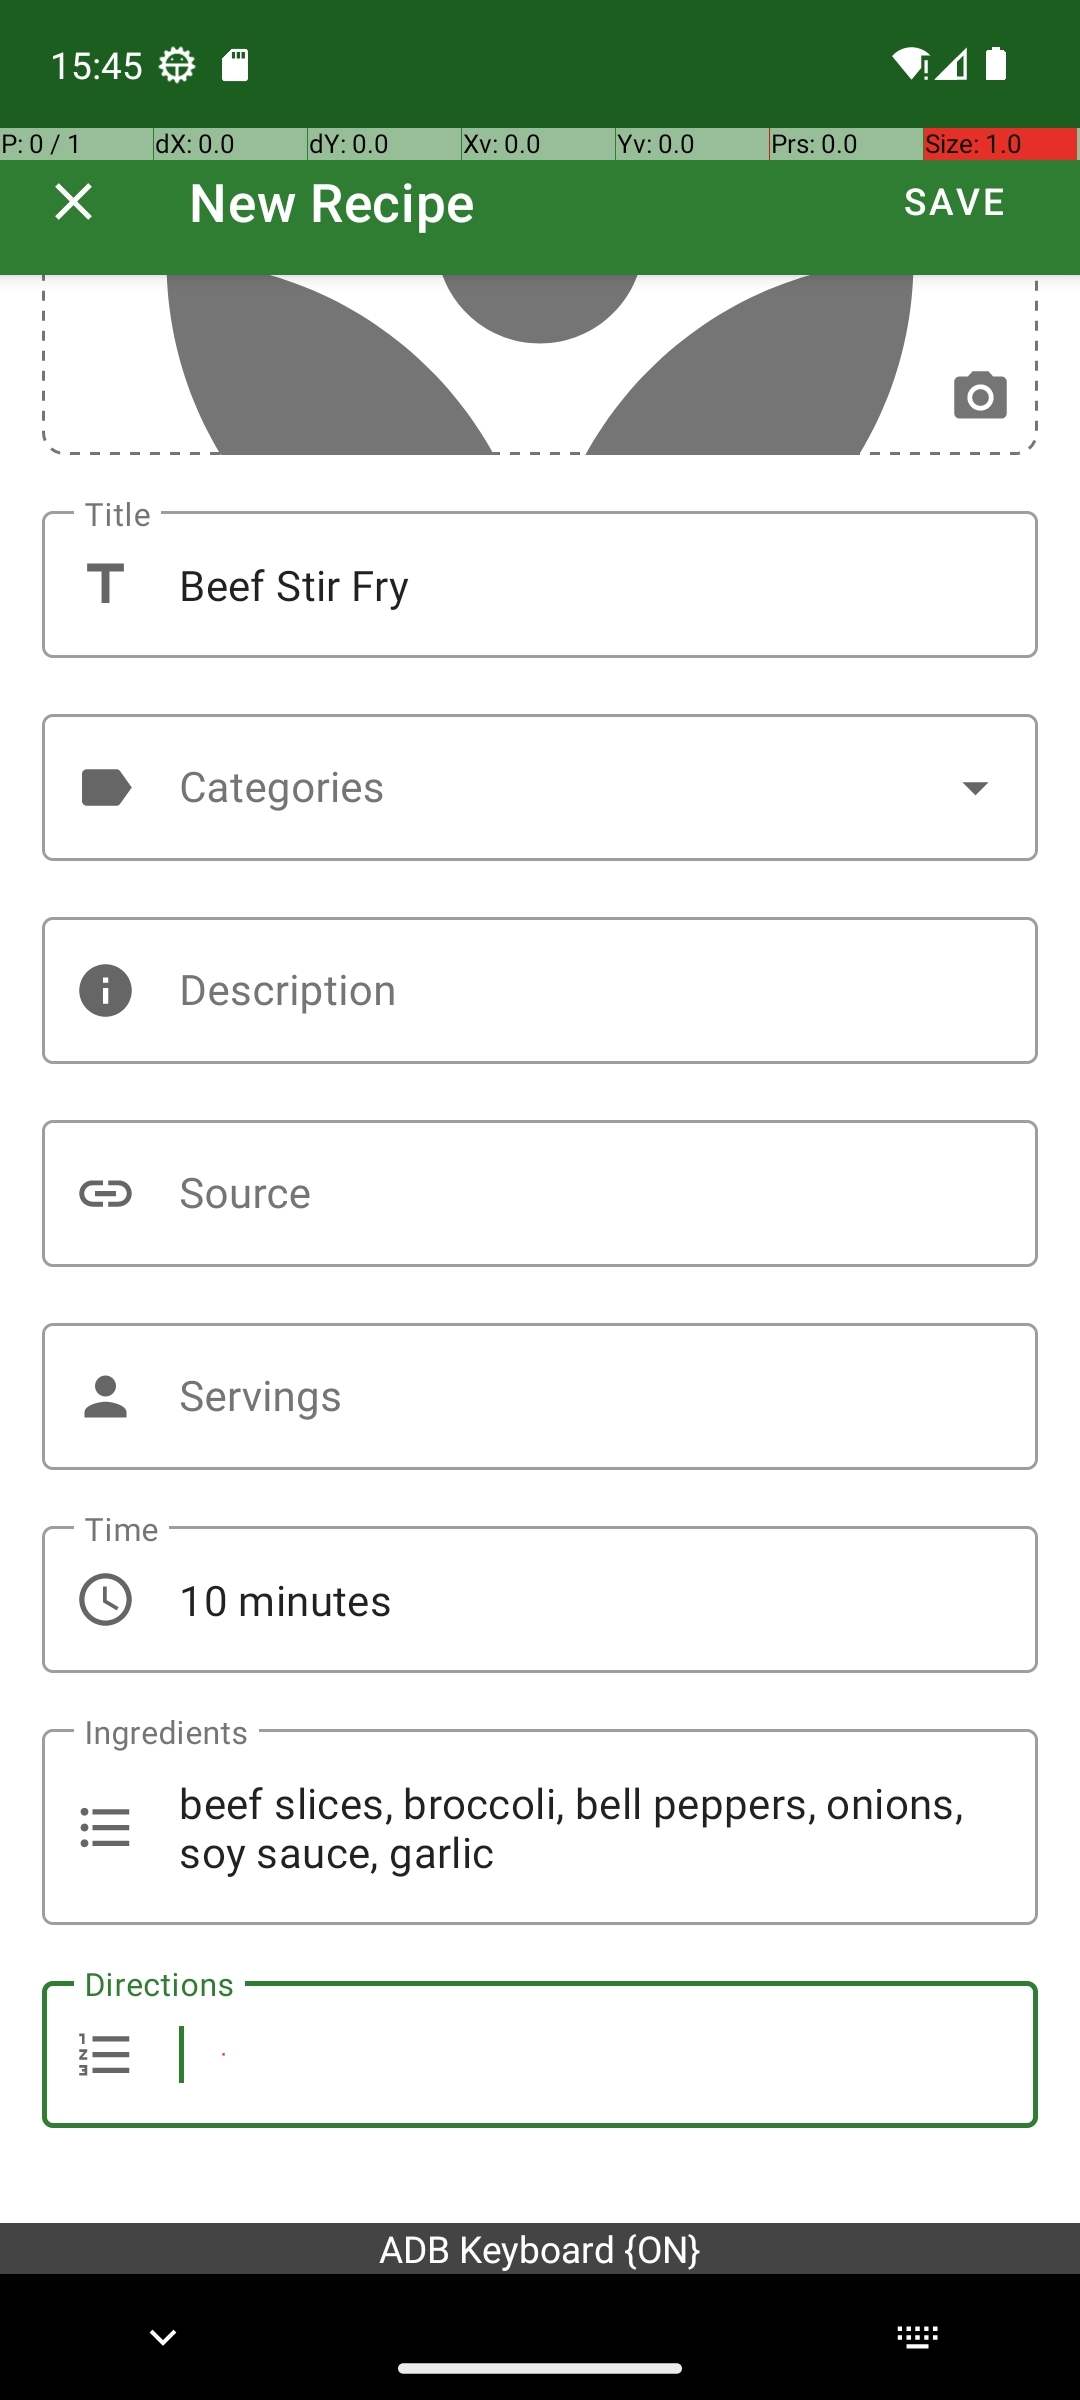 15:45
P: 0 / 1 dX: 0.0 dY: 0.0 Xv: 0.0 Yv: 0.0 Prs: 0.0 Size: 1.0
New Recipe SAVE
Title
Beef Stir Fry
Categories
Description
Source
Servings
Time
10 minutes
Ingredients
beef slices, broccoli, bell peppers, onions,
soy sauce, garlic
Directions
ADB Keyboard {ON}